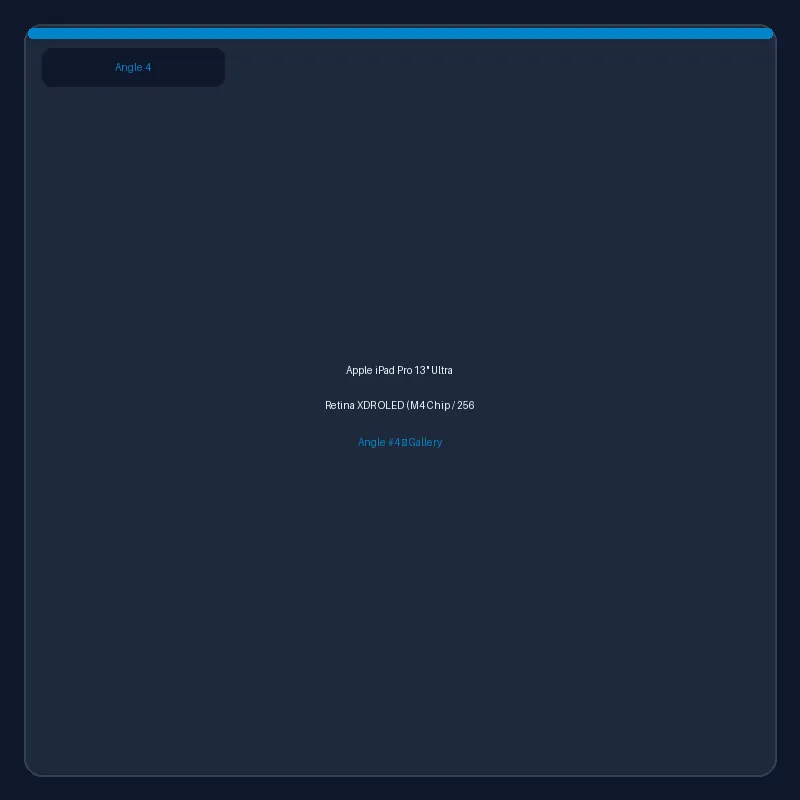 Angle 4
Apple iPad Pro 13" Ultra
Retina XDR OLED (M4 Chip / 256
Angle #4 Gallery